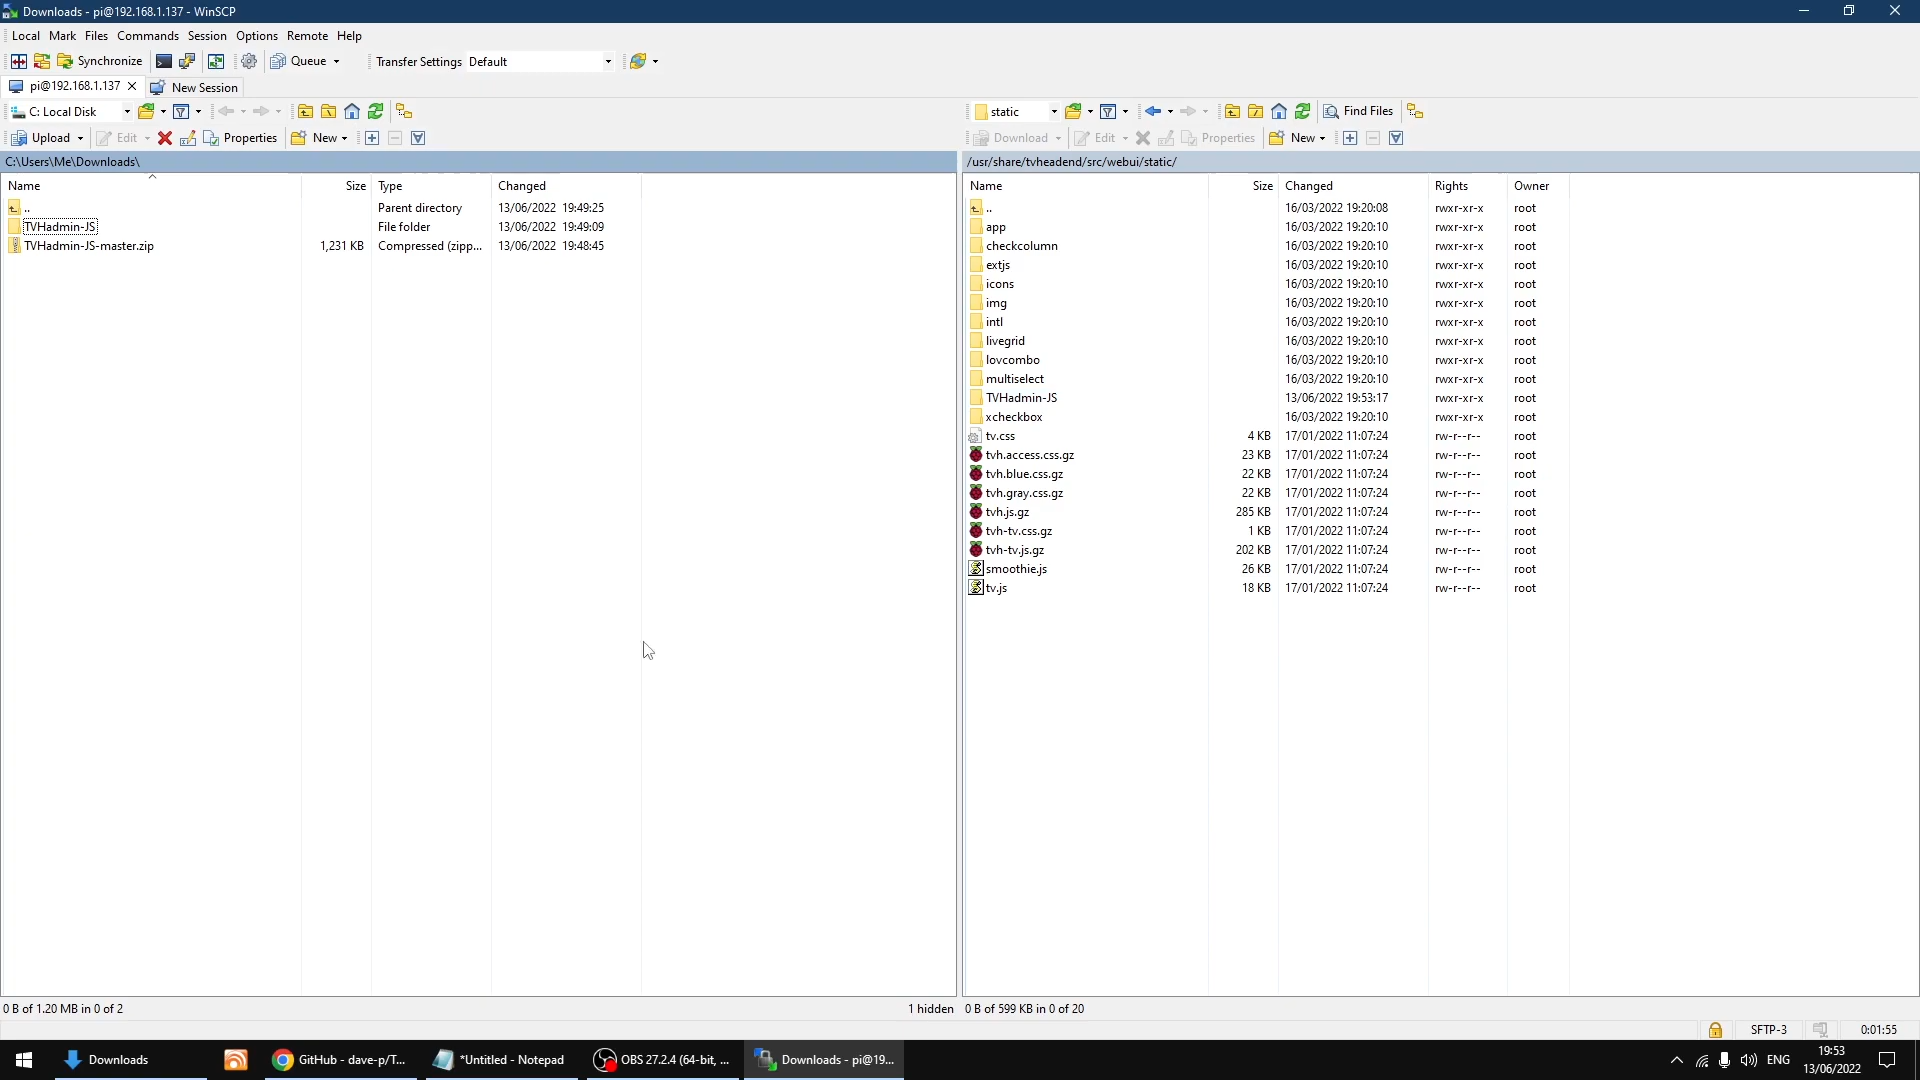 Downloads - pi@192.168.1.137 - WinSCP
Local Mark Files Commands Session Options Remote Help
Synchronize Queue Transfer Settings Default
pi@192.168.1.137 New Session
C: Local Disk
static Find Files
Upload Edit Properties New
Download Edit Properties New
C:\Users\Me\Downloads\
/usr/share/tvheadend/src/webui/static/
Name Size Type Changed
.. Parent directory 13/06/2022 19:49:25
TVHadmin-JS File folder 13/06/2022 19:49:09
TVHadmin-JS-master.zip 1,231 KB Compressed (zipp... 13/06/2022 19:48:45
Name Size Changed Rights Owner
.. 16/03/2022 19:20:08 rwxr-xr-x root
app 16/03/2022 19:20:10 rwxr-xr-x root
checkcolumn 16/03/2022 19:20:10 rwxr-xr-x root
extjs 16/03/2022 19:20:10 rwxr-xr-x root
icons 16/03/2022 19:20:10 rwxr-xr-x root
img 16/03/2022 19:20:10 rwxr-xr-x root
intl 16/03/2022 19:20:10 rwxr-xr-x root
livegrid 16/03/2022 19:20:10 rwxr-xr-x root
lovcombo 16/03/2022 19:20:10 rwxr-xr-x root
multiselect 16/03/2022 19:20:10 rwxr-xr-x root
TVHadmin-JS 13/06/2022 19:53:17 rwxr-xr-x root
xcheckbox 16/03/2022 19:20:10 rwxr-xr-x root
tv.css 4 KB 17/01/2022 11:07:24 rw-r--r-- root
tvh.access.css.gz 23 KB 17/01/2022 11:07:24 rw-r--r-- root
tvh.blue.css.gz 22 KB 17/01/2022 11:07:24 rw-r--r-- root
tvh.gray.css.gz 22 KB 17/01/2022 11:07:24 rw-r--r-- root
tvh.js.gz 285 KB 17/01/2022 11:07:24 rw-r--r-- root
tvh-tv.css.gz 1 KB 17/01/2022 11:07:24 rw-r--r-- root
tvh-tv.js.gz 202 KB 17/01/2022 11:07:24 rw-r--r-- root
smoothie.js 26 KB 17/01/2022 11:07:24 rw-r--r-- root
tv.js 18 KB 17/01/2022 11:07:24 rw-r--r-- root
0 B of 1.20 MB in 0 of 2 1 hidden
0 B of 599 KB in 0 of 20
SFTP-3 0:01:55
Downloads GitHub - dave-p/T... *Untitled - Notepad OBS 27.2.4 (64-bit, ... Downloads - pi@19... ENG 19:53
13/06/2022